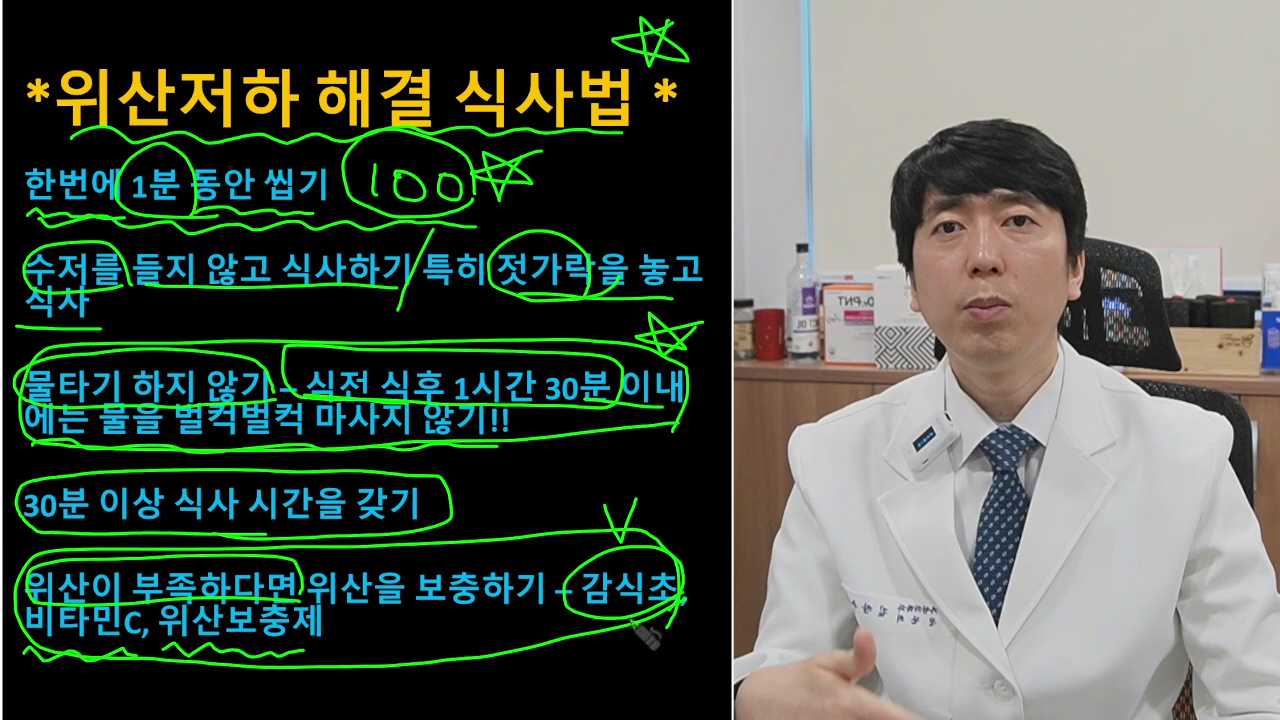 *위산저하 해결 식사법 *
한번에 1분 동안 씹기 100
수저를 들지 않고 식사하기 특히 젓가락을 놓고
식사
물타기 하지 않기 – 식전 식후 1시간 30분 이내
에는 물을 벌컥벌컥 마사지 않기!!
30분 이상 식사 시간을 갖기
위산이 부족하다면 위산을 보충하기 – 감식초,
비타민C, 위산보충제
Dr.PNT